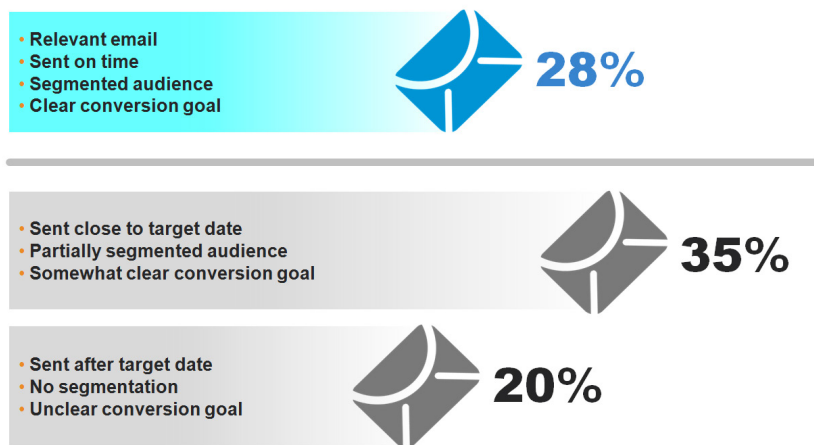 • Relevant email
• Sent on time
• Segmented audience
• Clear conversion goal
28%
• Sent close to target date
• Partially segmented audience
• Somewhat clear conversion goal
35%
• Sent after target date
• No segmentation
• Unclear conversion goal
20%